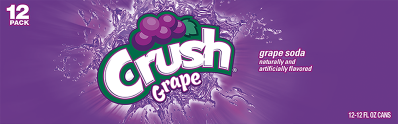 12
PACK
Crush
Grape
grape soda
naturally and
artificially flavored
12-12 FL OZ CANS